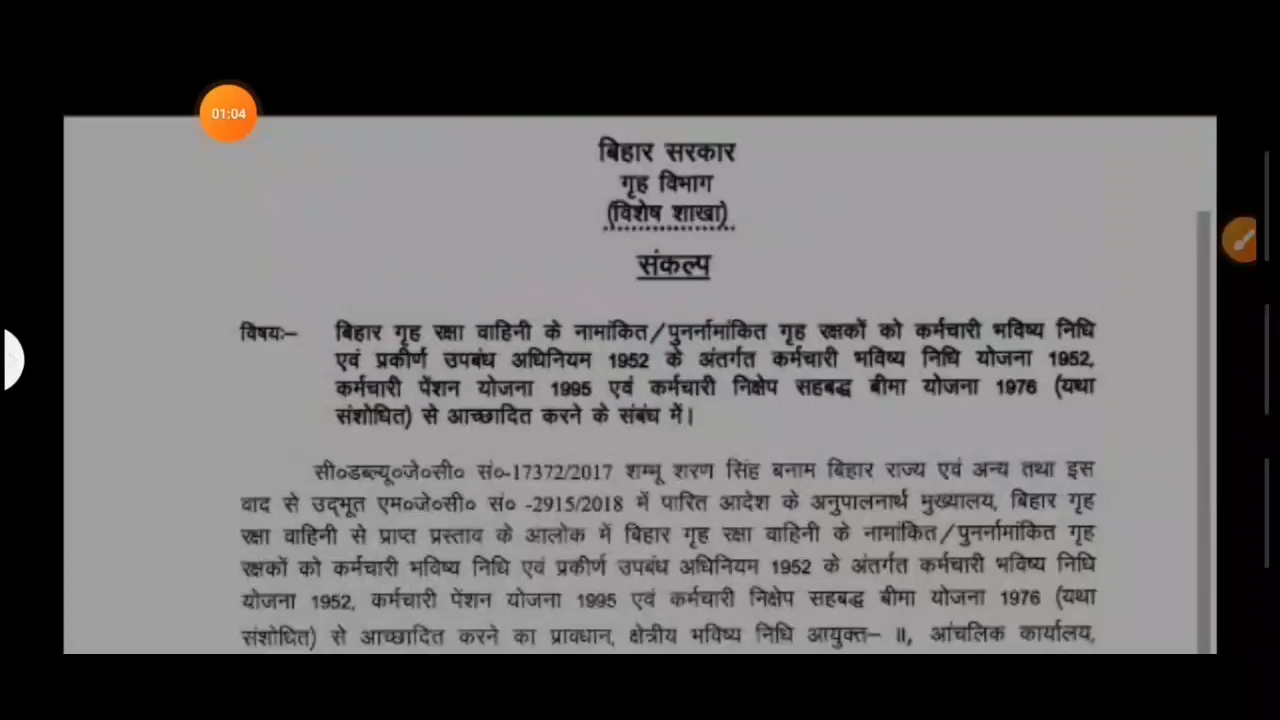 01:04
बिहार सरकार
गृह विभाग
(विशेष शाखा)
संकल्प
विषयः– बिहार गृह रक्षा वाहिनी के नामांकित/पुनर्नामांकित गृह रक्षकों को कर्मचारी भविष्य निधि
एवं प्रकीर्ण उपबंध अधिनियम 1952 के अंतर्गत कर्मचारी भविष्य निधि योजना 1952,
कर्मचारी पेंशन योजना 1995 एवं कर्मचारी निक्षेप सहबद्ध बीमा योजना 1976 (यथा
संशोधित) से आच्छादित करने के संबंध में।
सी०डब्ल्यू०जे०सी० सं०-17372/2017 शम्भू शरण सिंह बनाम बिहार राज्य एवं अन्य तथा इस
वाद से उद्भूत एम०जे०सी० सं० -2915/2018 में पारित आदेश के अनुपालनार्थ मुख्यालय, बिहार गृह
रक्षा वाहिनी से प्राप्त प्रस्ताव के आलोक में बिहार गृह रक्षा वाहिनी के नामांकित/पुनर्नामांकित गृह
रक्षकों को कर्मचारी भविष्य निधि एवं प्रकीर्ण उपबंध अधिनियम 1952 के अंतर्गत कर्मचारी भविष्य निधि
योजना 1952, कर्मचारी पेंशन योजना 1995 एवं कर्मचारी निक्षेप सहबद्ध बीमा योजना 1976 (यथा
संशोधित) से आच्छादित करने का प्रावधान, क्षेत्रीय भविष्य निधि आयुक्त– II, आंचलिक कार्यालय,